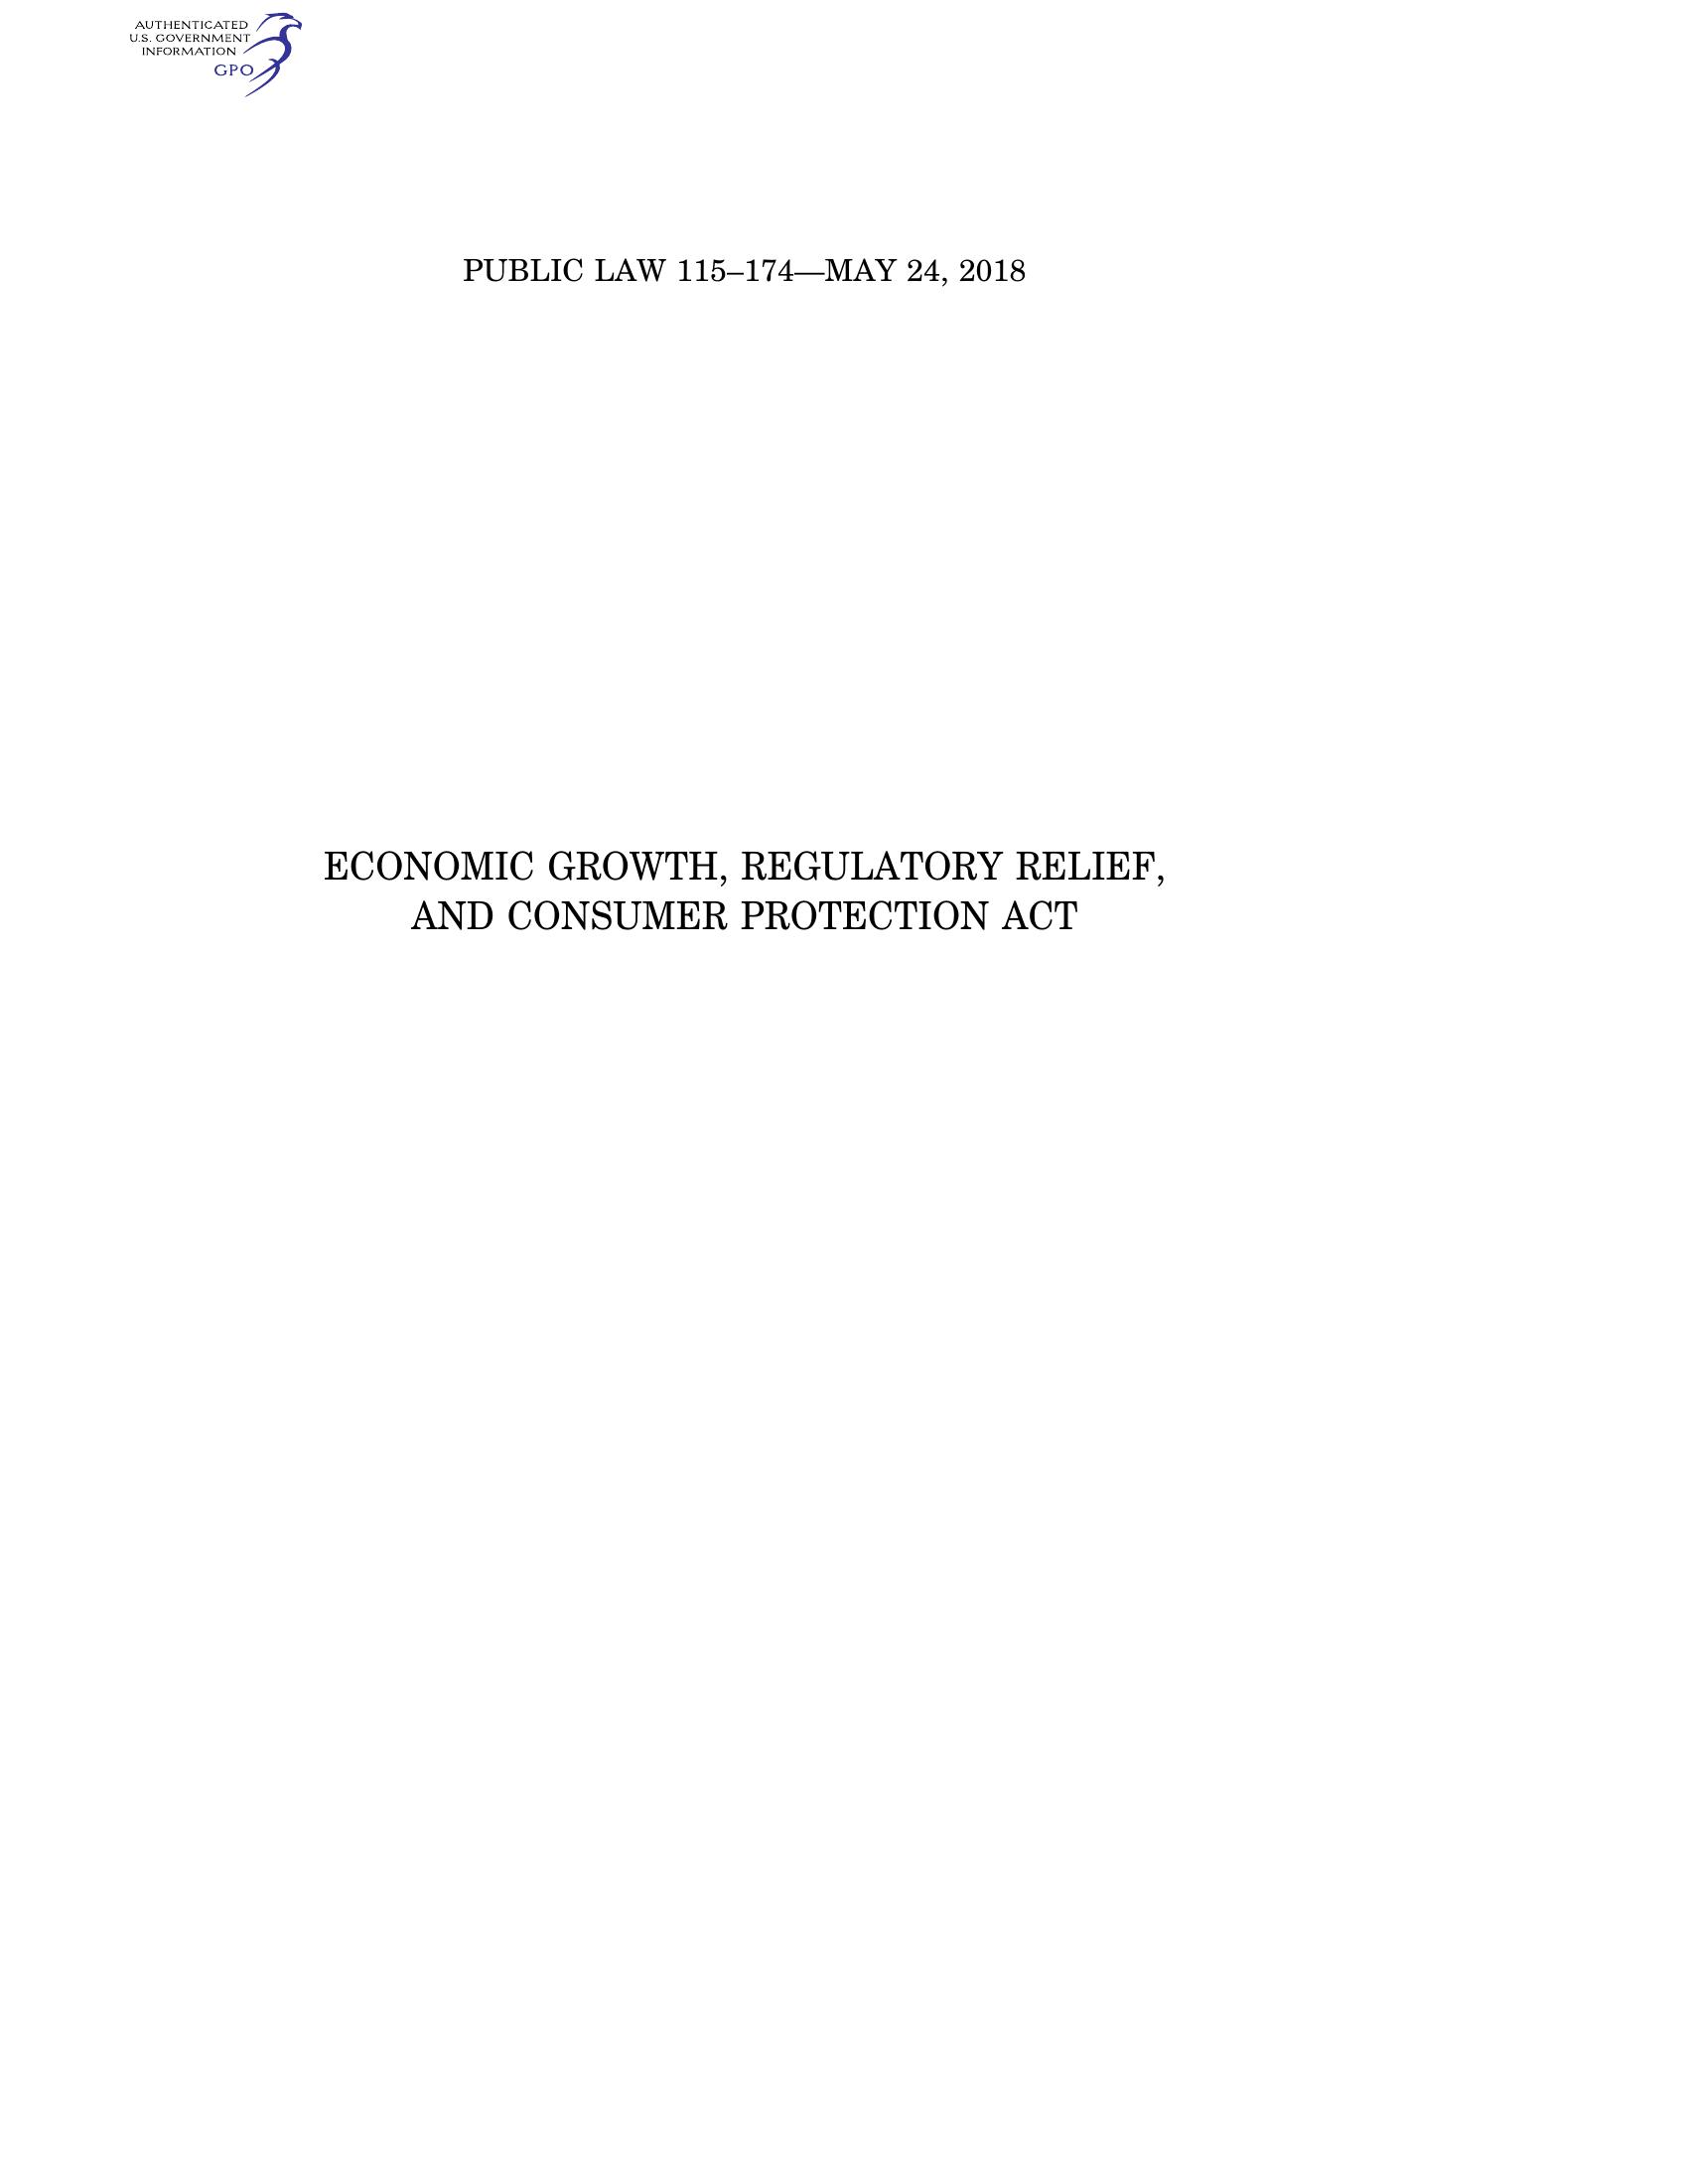 AUTHENTICATED
U.S. GOVERNMENT
INFORMATION
GPO
PUBLIC LAW 115–174—MAY 24, 2018
ECONOMIC GROWTH, REGULATORY RELIEF,
AND CONSUMER PROTECTION ACT